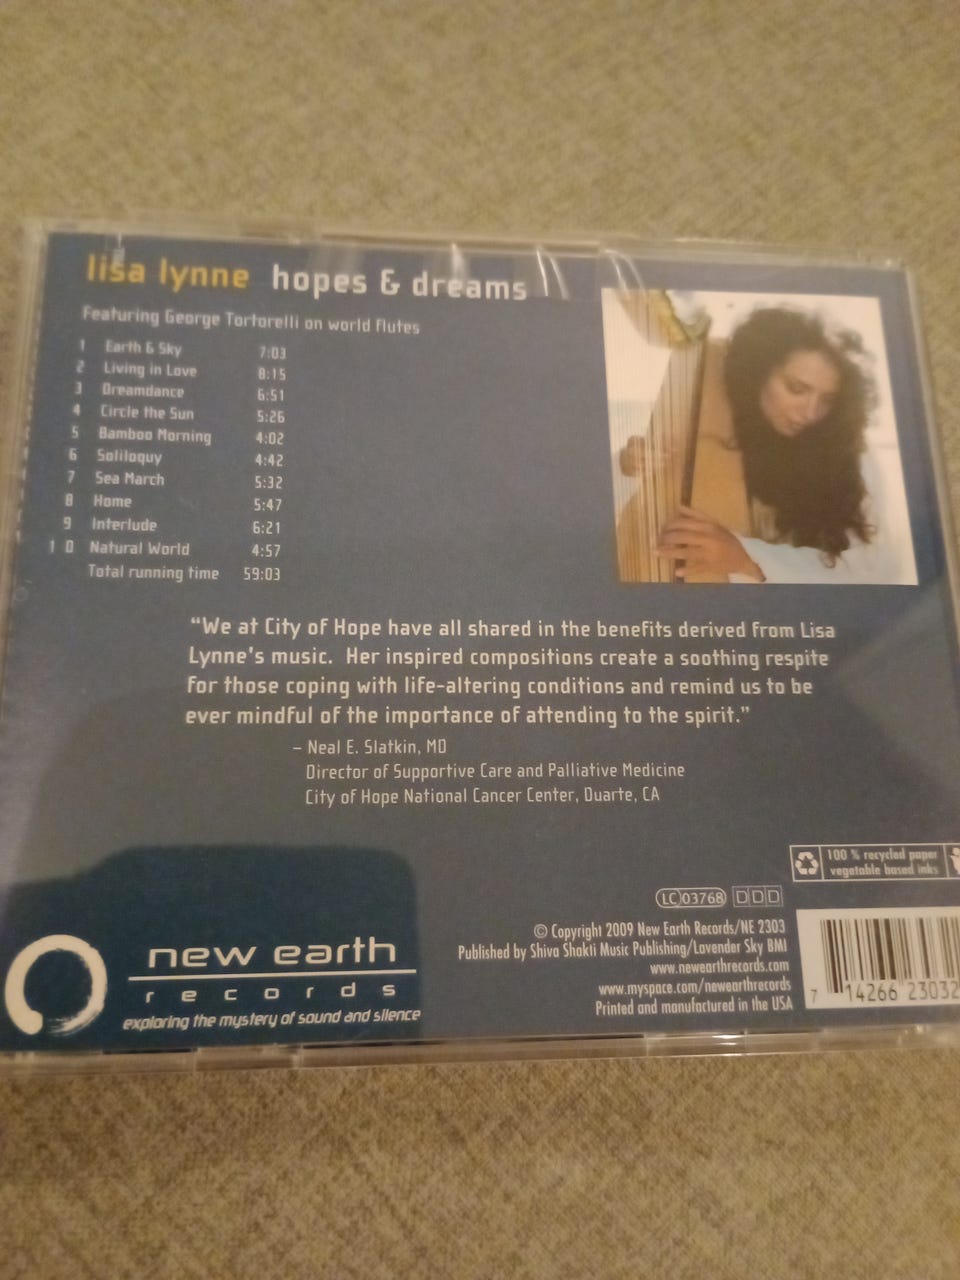 lisa lynne hopes & dreams
Featuring George Tortorelli on world flutes
1 Earth & Sky 7:03
2 Living in Love 8:15
3 Dreamdance 6:51
4 Circle the Sun 5:26
5 Bamboo Morning 4:02
6 Soliloquy 4:42
7 Sea March 5:32
8 Home 5:47
9 Interlude 6:21
10 Natural World 4:57
Total running time 59:03
“We at City of Hope have all shared in the benefits derived from Lisa
Lynne's music. Her inspired compositions create a soothing respite
for those coping with life-altering conditions and remind us to be
ever mindful of the importance of attending to the spirit.”
– Neal E. Slatkin, MD
Director of Supportive Care and Palliative Medicine
City of Hope National Cancer Center, Duarte, CA
100 % recycled paper
vegetable based inks
LC 03768 DDD
© Copyright 2009 New Earth Records/NE 2303
Published by Shiva Shakti Music Publishing/Lavender Sky BMI
www.newearthrecords.com
www.myspace.com/newearthrecords
Printed and manufactured in the USA
7 14266 23032
new earth
records
exploring the mystery of sound and silence